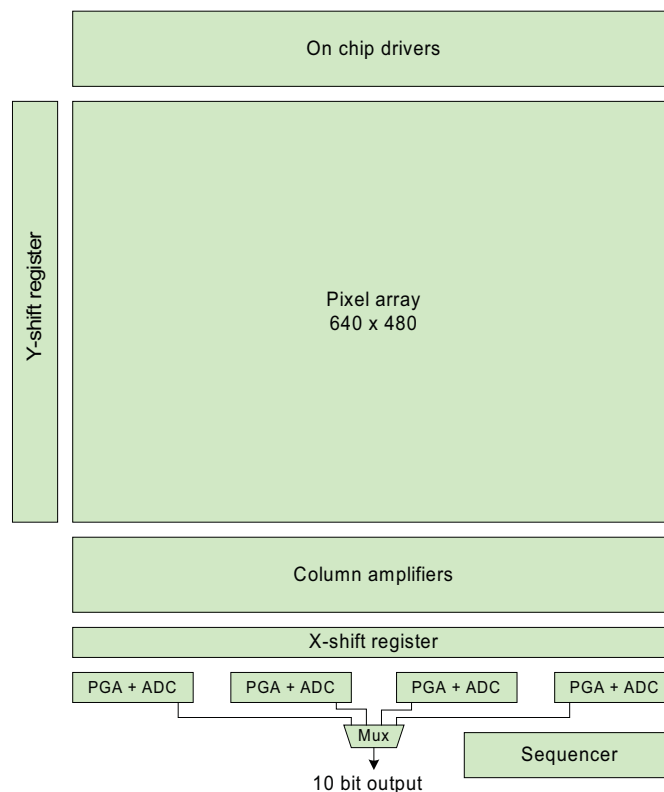 On chip drivers
Y-shift register
Pixel array
640 x 480
Column amplifiers
X-shift register
PGA + ADC
PGA + ADC
PGA + ADC
PGA + ADC
Mux
Sequencer
10 bit output